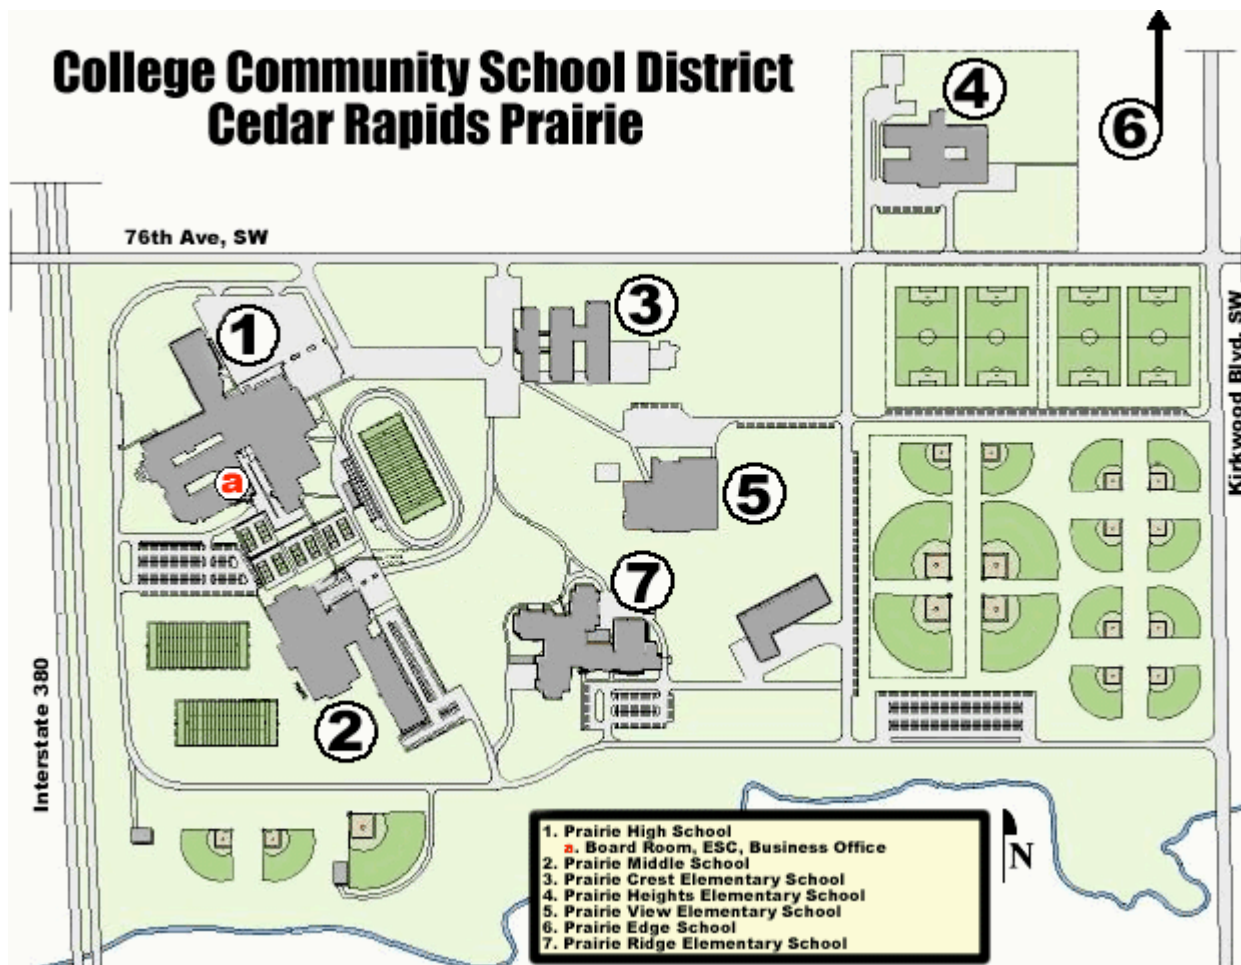 College Community School District
Cedar Rapids Prairie
4
6
76th Ave, SW
1
3
Kirkwood Blvd. SW
a
5
7
Interstate 380
2
1. Prairie High School
a. Board Room, ESC, Business Office
2. Prairie Middle School
3. Prairie Crest Elementary School
4. Prairie Heights Elementary School
5. Prairie View Elementary School
6. Prairie Edge School
7. Prairie Ridge Elementary School
N